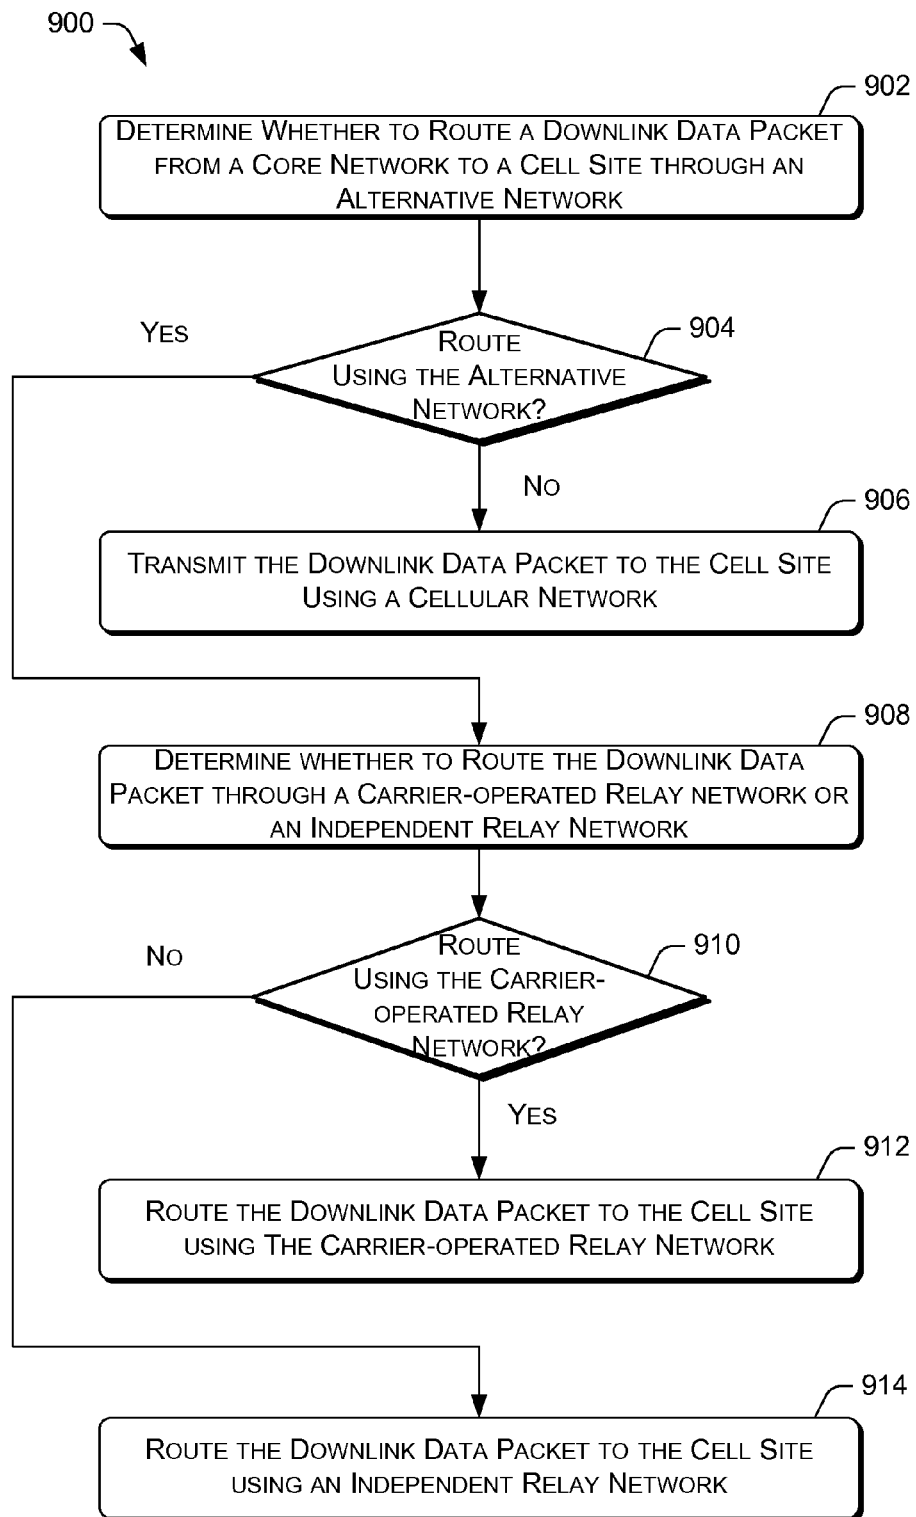 900
902
DETERMINE WHETHER TO ROUTE A DOWNLINK DATA PACKET
FROM A CORE NETWORK TO A CELL SITE THROUGH AN
ALTERNATIVE NETWORK
YES
904
ROUTE
USING THE ALTERNATIVE
NETWORK?
NO
906
TRANSMIT THE DOWNLINK DATA PACKET TO THE CELL SITE
USING A CELLULAR NETWORK
908
DETERMINE WHETHER TO ROUTE THE DOWNLINK DATA
PACKET THROUGH A CARRIER-OPERATED RELAY NETWORK OR
AN INDEPENDENT RELAY NETWORK
NO
910
ROUTE
USING THE CARRIER-
OPERATED RELAY
NETWORK?
YES
912
ROUTE THE DOWNLINK DATA PACKET TO THE CELL SITE
USING THE CARRIER-OPERATED RELAY NETWORK
914
ROUTE THE DOWNLINK DATA PACKET TO THE CELL SITE
USING AN INDEPENDENT RELAY NETWORK